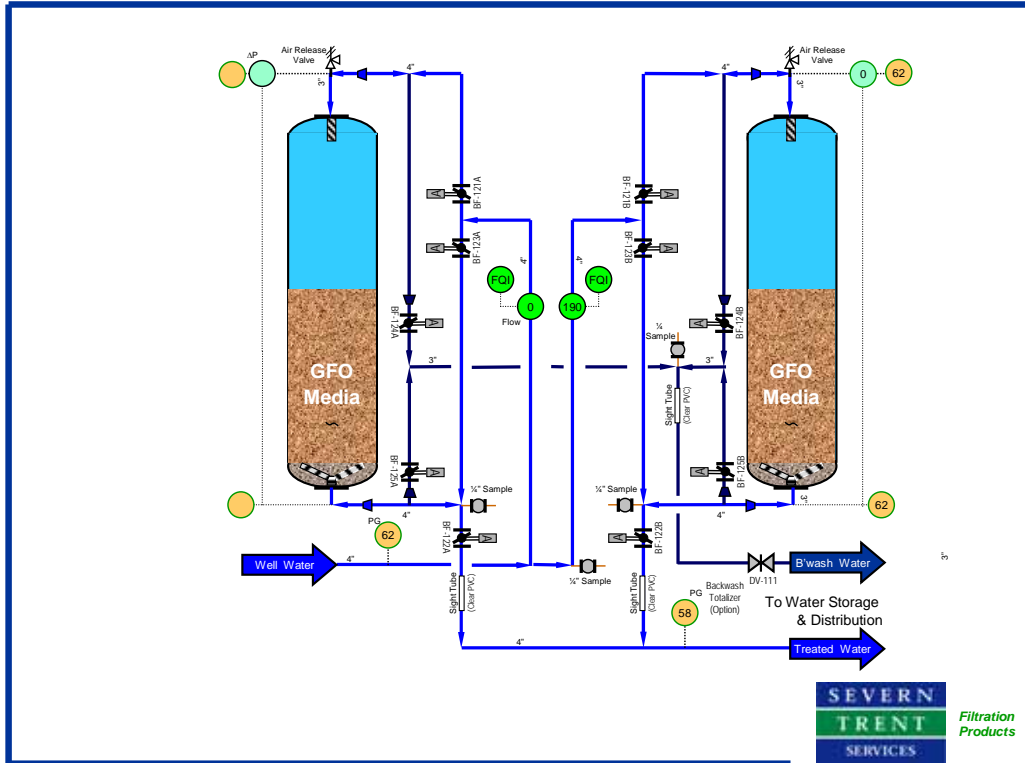 ΔP
Air Release
Valve
4"
3"
Air Release
Valve
4"
3"
0
62
BF-121A
A
BF-121B
A
BF-123A
A
BF-123B
A
4"
4"
FQI
FQI
0
190
Flow
BF-124A
A
BF-124B
A
¼
Sample
3"
3"
GFO
Media
~
GFO
Media
~
Sight Tube
(Clear PVC)
BF-125A
A
BF-125B
A
¼" Sample
¼" Sample
4"
4"
3"
62
PG
62
BF-122A
A
BF-122B
A
Well Water
4"
¼" Sample
Sight Tube
(Clear PVC)
Sight Tube
(Clear PVC)
DV-111
B'wash Water
3"
Backwash
Totalizer
(Option)
PG
58
To Water Storage
& Distribution
4"
Treated Water
SEVERN
TRENT
SERVICES
Filtration
Products